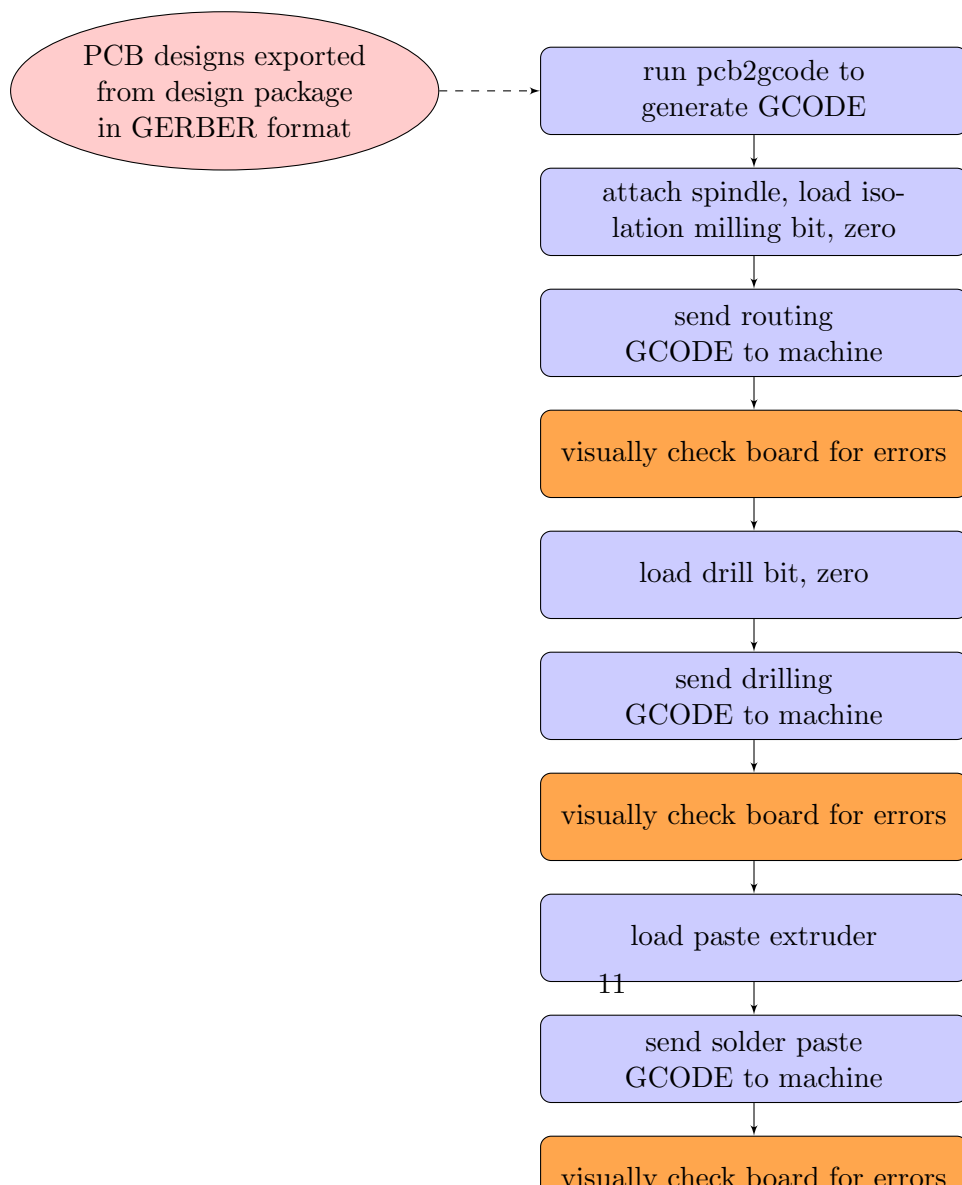 PCB designs exported
from design package
in GERBER format
run pcb2gcode to
generate GCODE
attach spindle, load iso-
lation milling bit, zero
send routing
GCODE to machine
visually check board for errors
load drill bit, zero
send drilling
GCODE to machine
visually check board for errors
load paste extruder
11
send solder paste
GCODE to machine
visually check board for errors